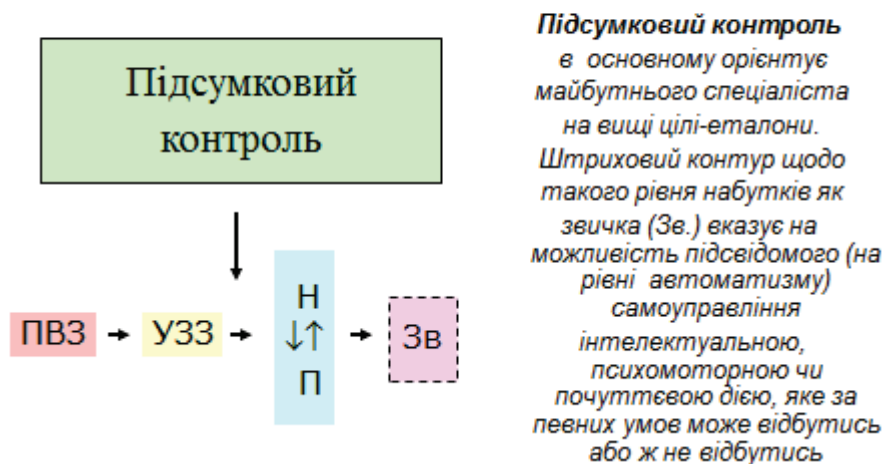 Підсумковий
контроль
ПВЗ → УЗЗ → Н ↓↑ П → Зв
Підсумковий контроль
в основному орієнтує
майбутнього спеціаліста
на вищі цілі-еталони.
Штриховий контур щодо
такого рівня набутків як
звичка (Зв.) вказує на
можливість підсвідомого (на
рівні автоматизму)
самоуправління
інтелектуальною,
психомоторною чи
почуттєвою дією, яке за
певних умов може відбутись
або ж не відбутись